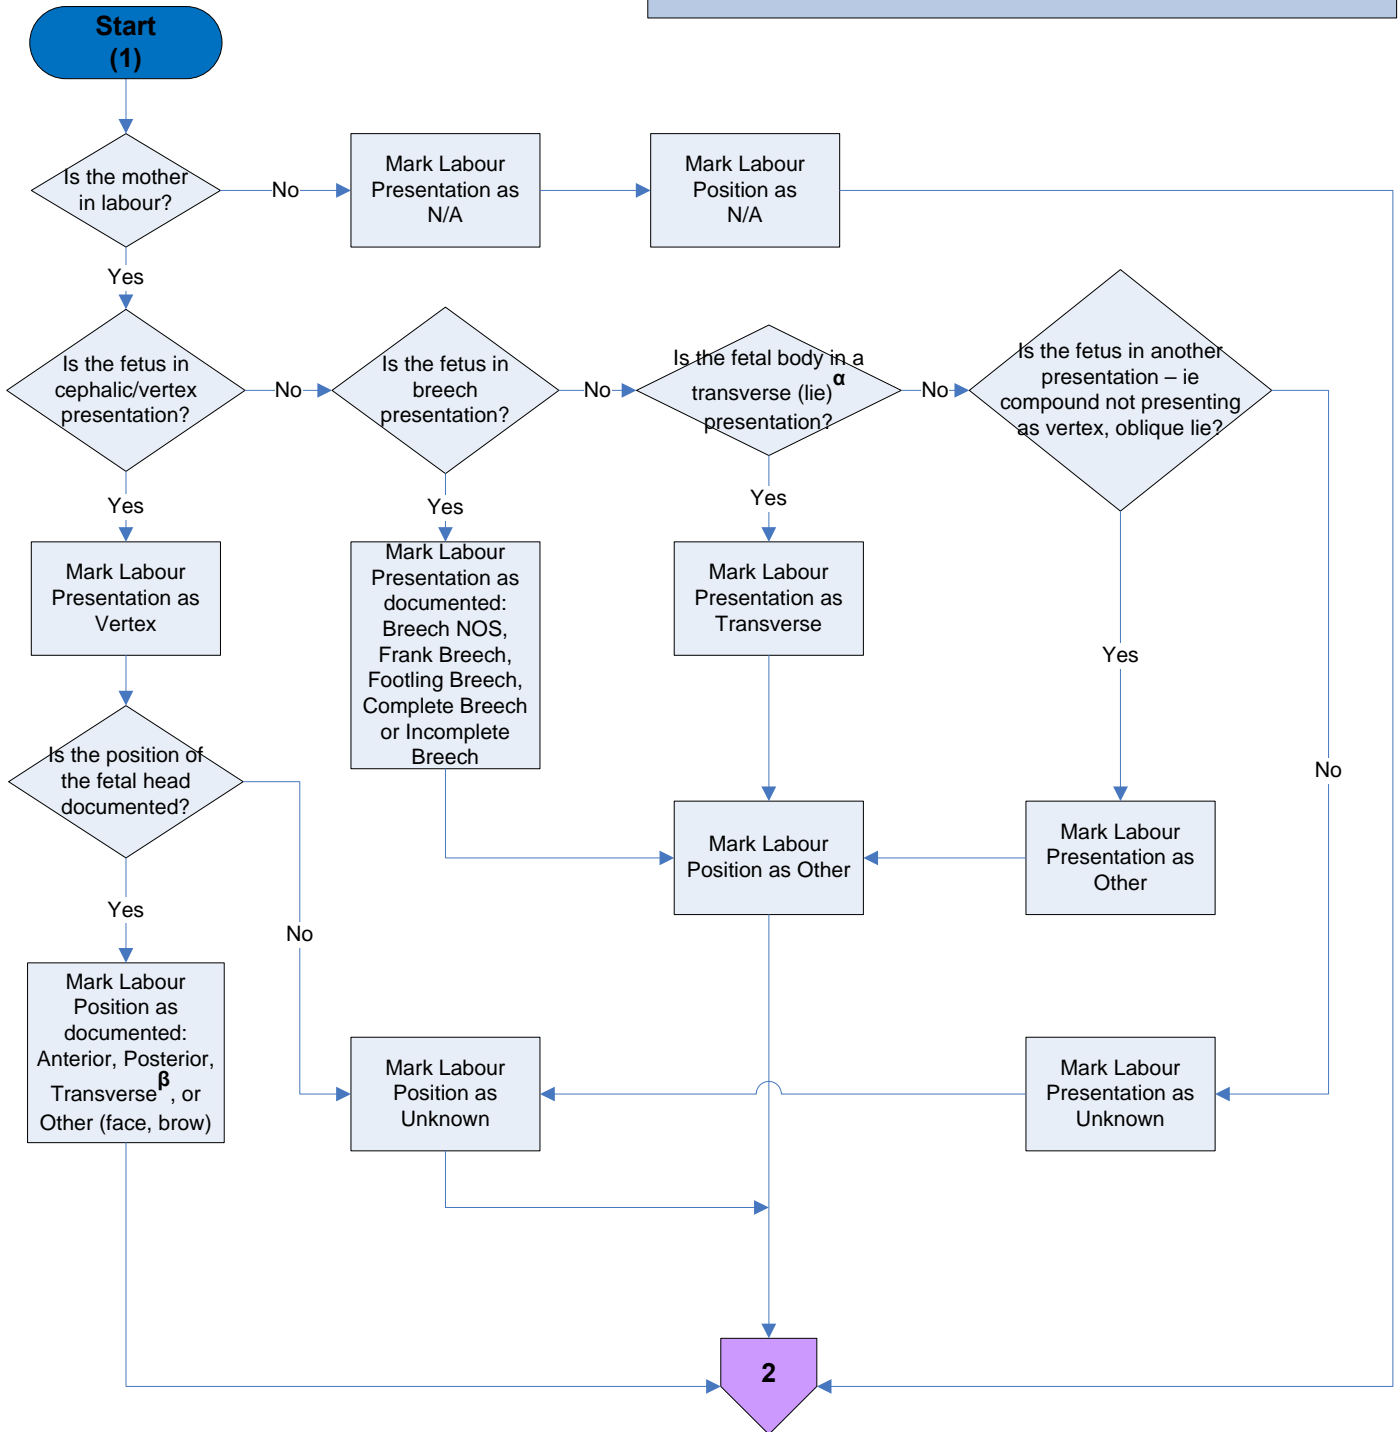 Start
(1)
Is the mother
in labour?
No
Mark Labour
Presentation as
N/A
Mark Labour
Position as
N/A
Yes
Is the fetus in
cephalic/vertex
presentation?
No
Is the fetus in
breech
presentation?
No
Is the fetal body in a
transverse (lie)α
presentation?
No
Is the fetus in another
presentation – ie
compound not presenting
as vertex, oblique lie?
Yes
Yes
Yes
Mark Labour
Presentation as
Vertex
Mark Labour
Presentation as
documented:
Breech NOS,
Frank Breech,
Footling Breech,
Complete Breech
or Incomplete
Breech
Mark Labour
Presentation as
Transverse
Yes
No
Is the position of
the fetal head
documented?
Mark Labour
Position as Other
Mark Labour
Presentation as
Other
Yes
No
Mark Labour
Position as
documented:
Anterior, Posterior,
Transverseβ, or
Other (face, brow)
Mark Labour
Position as
Unknown
Mark Labour
Presentation as
Unknown
2